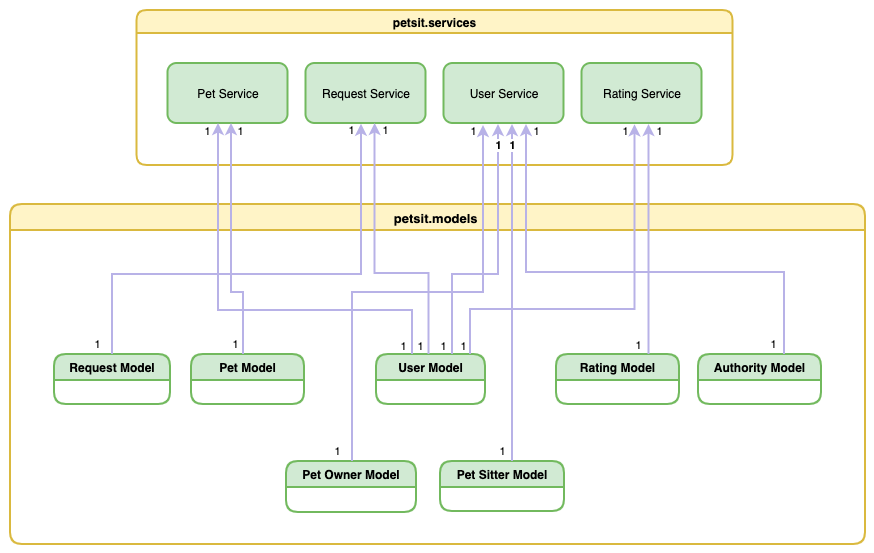 petsit.services
Pet Service
Request Service
User Service
Rating Service
1 1 1 1 1 1 1 1
1 1
petsit.models
1 1 1 1 1 1 1 1
Request Model
Pet Model
User Model
Rating Model
Authority Model
1 1
Pet Owner Model
Pet Sitter Model